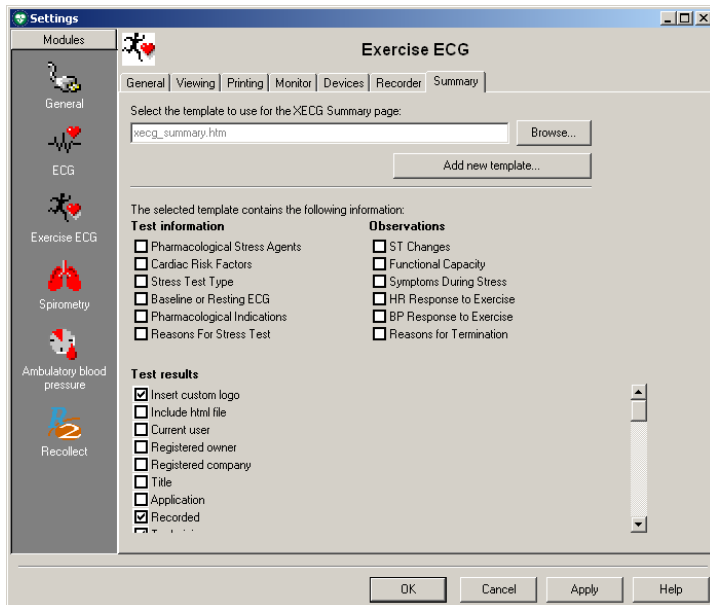 Settings
Modules
General
ECG
Exercise ECG
Spirometry
Ambulatory blood
pressure
Recollect
Exercise ECG
General Viewing Printing Monitor Devices Recorder Summary
Select the template to use for the XECG Summary page:
xecg_summary.htm Browse...
Add new template...
The selected template contains the following information:
Test information Observations
Pharmacological Stress Agents ST Changes
Cardiac Risk Factors Functional Capacity
Stress Test Type Symptoms During Stress
Baseline or Resting ECG HR Response to Exercise
Pharmacological Indications BP Response to Exercise
Reasons For Stress Test Reasons for Termination
Test results
Insert custom logo
Include html file
Current user
Registered owner
Registered company
Title
Application
Recorded
OK Cancel Apply Help